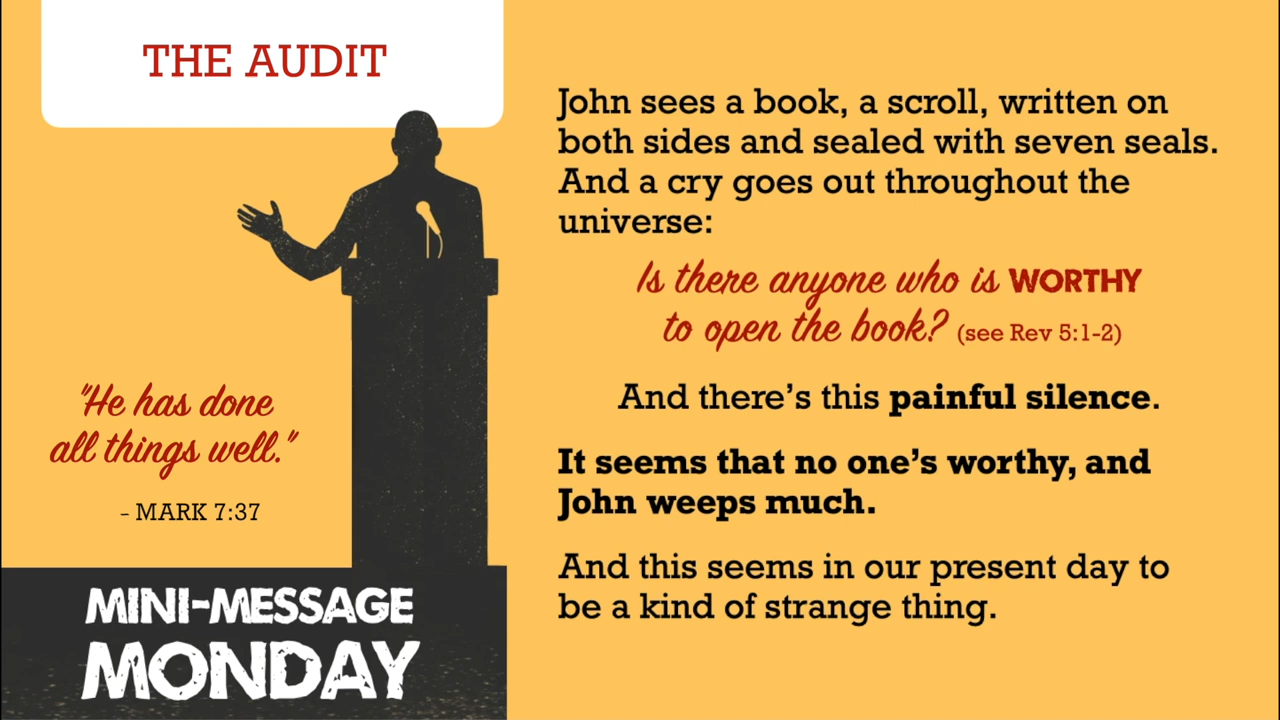 THE AUDIT
"He has done
all things well."
- MARK 7:37
MINI-MESSAGE
MONDAY
John sees a book, a scroll, written on
both sides and sealed with seven seals.
And a cry goes out throughout the
universe:
Is there anyone who is WORTHY
to open the book? (see Rev 5:1-2)
And there's this painful silence.
It seems that no one's worthy, and
John weeps much.
And this seems in our present day to
be a kind of strange thing.